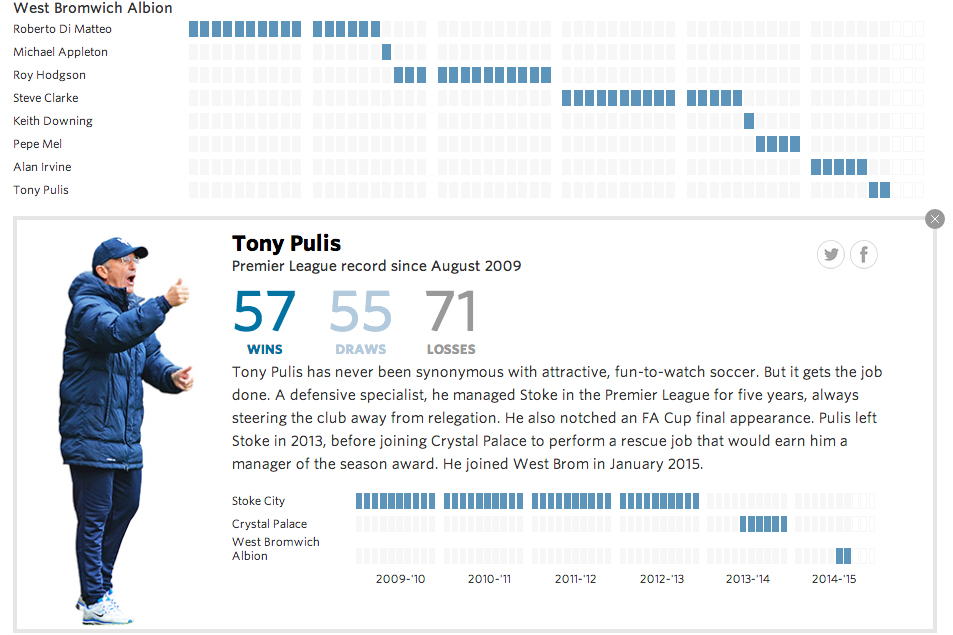 West Bromwich Albion
Roberto Di Matteo
Michael Appleton
Roy Hodgson
Steve Clarke
Keith Downing
Pepe Mel
Alan Irvine
Tony Pulis
Tony Pulis
Premier League record since August 2009
57 55 71
WINS DRAWS LOSSES
Tony Pulis has never been synonymous with attractive, fun-to-watch soccer. But it gets the job
done. A defensive specialist, he managed Stoke in the Premier League for five years, always
steering the club away from relegation. He also notched an FA Cup final appearance. Pulis left
Stoke in 2013, before joining Crystal Palace to perform a rescue job that would earn him a
manager of the season award. He joined West Brom in January 2015.
Stoke City
Crystal Palace
West Bromwich
Albion
2009-'10 2010-'11 2011-'12 2012-'13 2013-'14 2014-'15